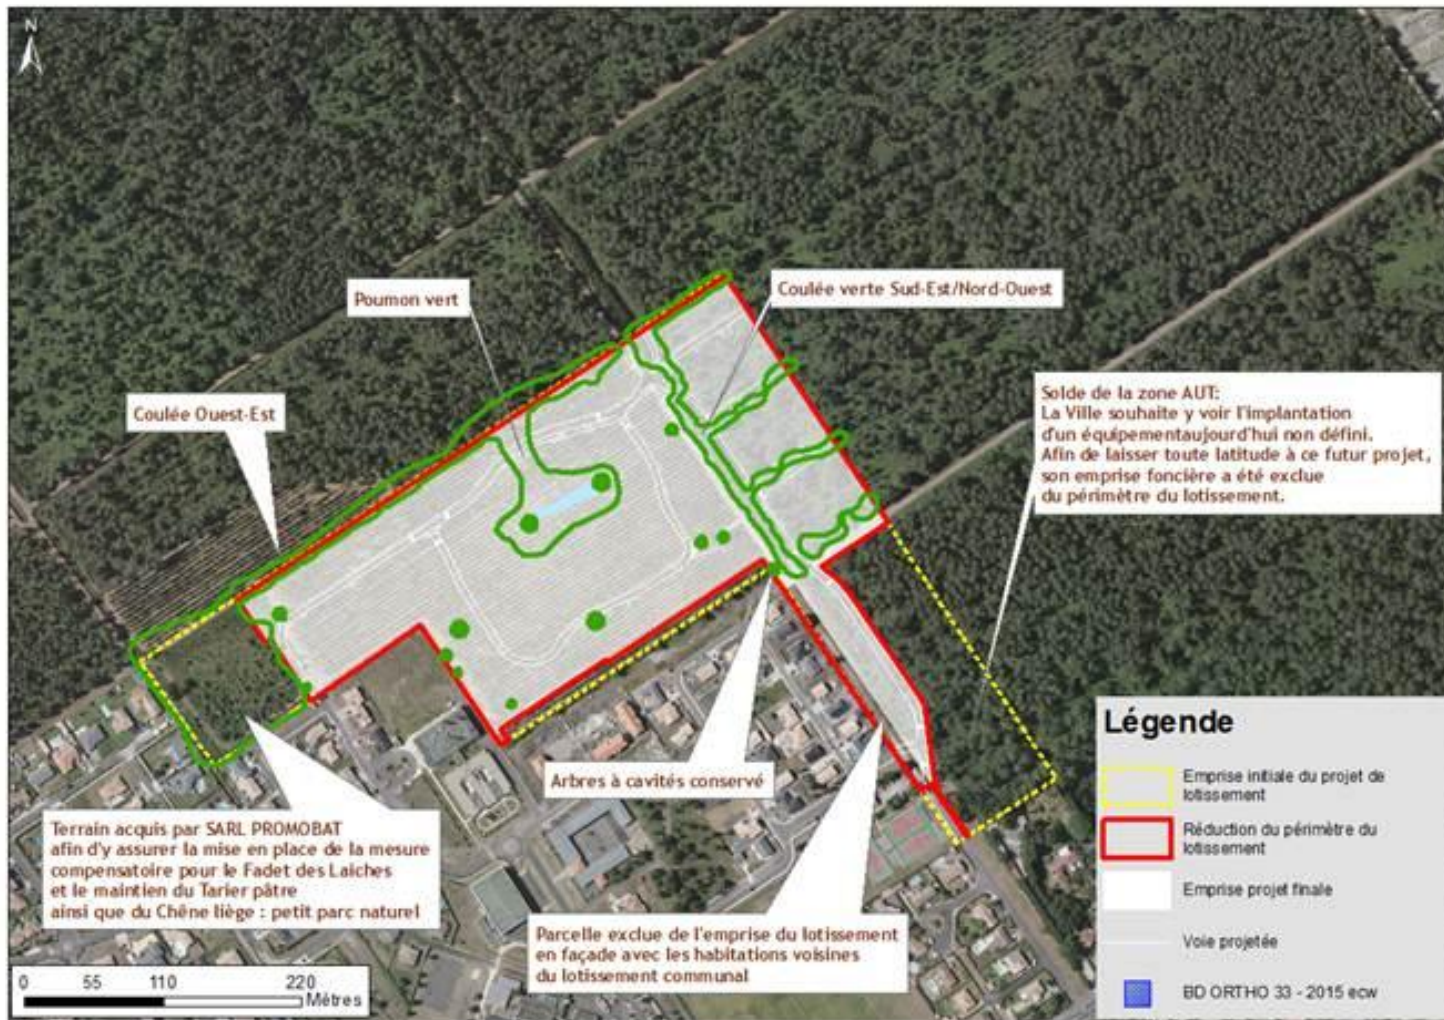 N
Poumon vert
Coulée verte Sud-Est/Nord-Ouest
Coulée Ouest-Est
Solde de la zone AUT:
La Ville souhaite y voir l'implantation
d'un équipementaujourd'hui non défini.
Afin de laisser toute latitude à ce futur projet,
son emprise foncière a été exclue
du périmètre du lotissement.
Arbres à cavités conservé
Terrain acquis par SARL PROMOBAT
afin d'y assurer la mise en place de la mesure
compensatoire pour le Fadet des Laiches
et le maintien du Tarier pâtre
ainsi que du Chêne liège : petit parc naturel
Parcelle exclue de l'emprise du lotissement
en façade avec les habitations voisines
du lotissement communal
0 55 110 220
Mètres
Légende
Emprise initiale du projet de
lotissement
Réduction du périmètre du
lotissement
Emprise projet finale
Voie projetée
BD ORTHO 33 - 2015 ecw